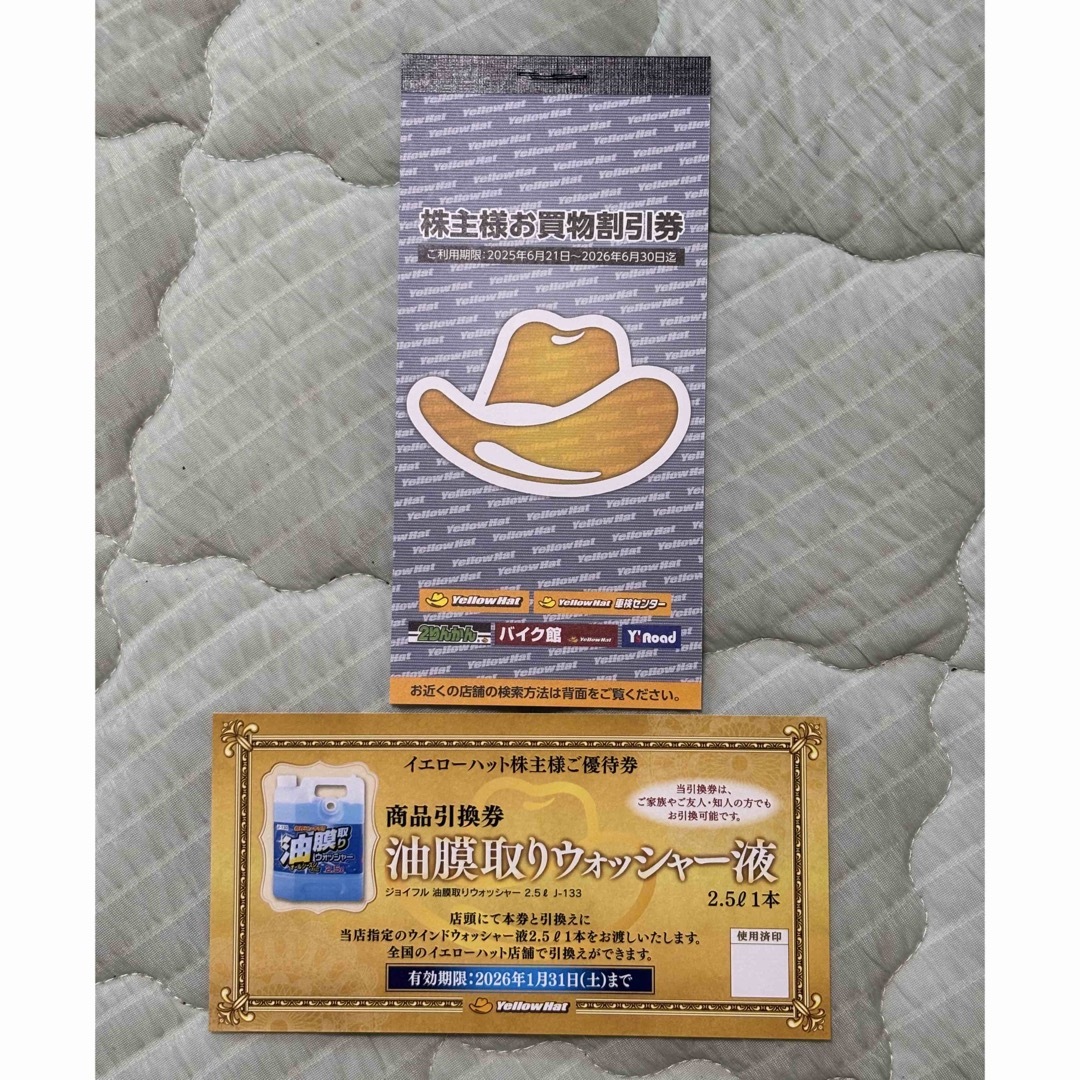 株主様お買物割引券
ご利用期限:2025年6月21日～2026年6月30日迄
YellowHat
YellowHat 車検センター
2りんかん
バイク館 YellowHat
Y'sRoad
お近くの店舗の検索方法は背面をご覧ください。
イエローハット株主様ご優待券
当引換券は、
ご家族やご友人・知人の方でも
お引換可能です。
商品引換券
油膜取りウォッシャー液
ジョイフル 油膜取りウォッシャー 2.5ℓ J-133
2.5ℓ1本
油膜取り
ウォッシャー
店頭にて本券と引換えに
当店指定のウインドウォッシャー液2.5ℓ1本をお渡しいたします。
全国のイエローハット店舗で引換えができます。
使用済印
有効期限:2026年1月31日(土)まで
YellowHat